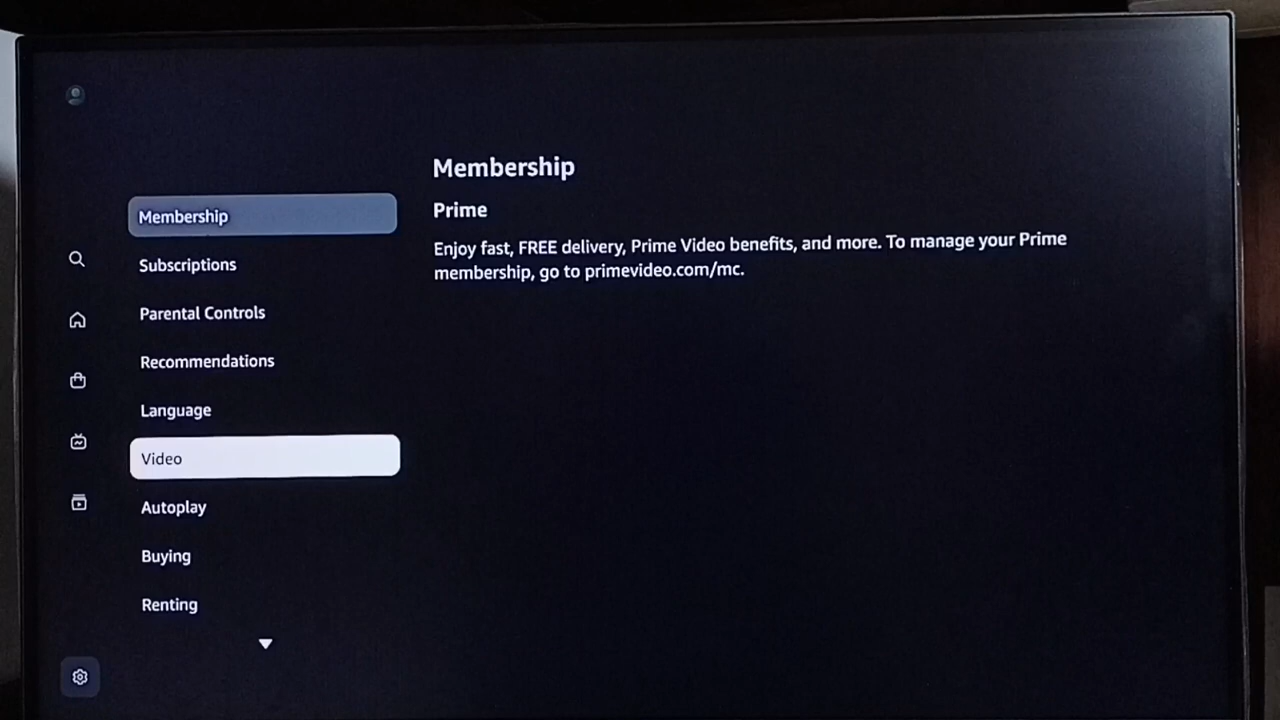 Membership
Subscriptions
Parental Controls
Recommendations
Language
Video
Autoplay
Buying
Renting
Membership
Prime
Enjoy fast, FREE delivery, Prime Video benefits, and more. To manage your Prime
membership, go to primevideo.com/mc.